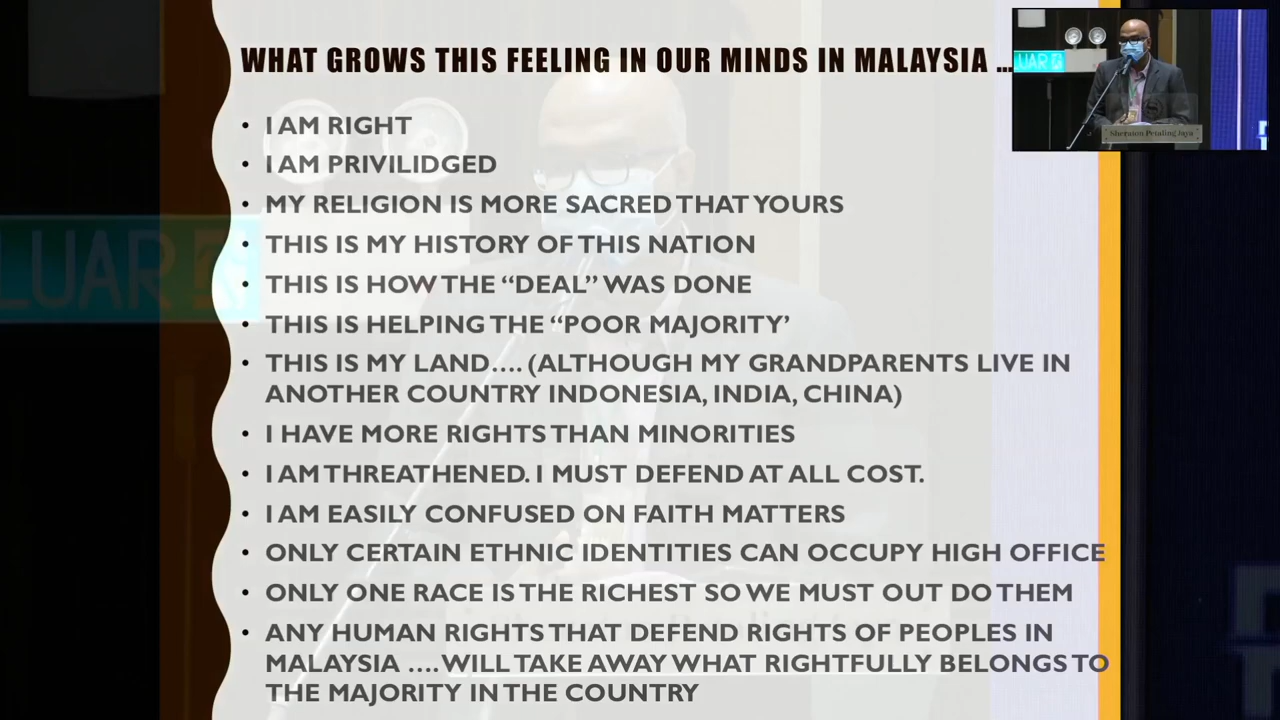 WHAT GROWS THIS FEELING IN OUR MINDS IN MALAYSIA ...
• I AM RIGHT
• I AM PRIVILIDGED
• MY RELIGION IS MORE SACRED THAT YOURS
• THIS IS MY HISTORY OF THIS NATION
• THIS IS HOW THE “DEAL” WAS DONE
• THIS IS HELPING THE “POOR MAJORITY’
• THIS IS MY LAND…. (ALTHOUGH MY GRANDPARENTS LIVE IN
ANOTHER COUNTRY INDONESIA, INDIA, CHINA)
• I HAVE MORE RIGHTS THAN MINORITIES
• I AM THREATHENED. I MUST DEFEND AT ALL COST.
• I AM EASILY CONFUSED ON FAITH MATTERS
• ONLY CERTAIN ETHNIC IDENTITIES CAN OCCUPY HIGH OFFICE
• ONLY ONE RACE IS THE RICHEST SO WE MUST OUT DO THEM
• ANY HUMAN RIGHTS THAT DEFEND RIGHTS OF PEOPLES IN
MALAYSIA ….WILL TAKE AWAY WHAT RIGHTFULLY BELONGS TO
THE MAJORITY IN THE COUNTRY
LUAR
LUAR
Sheraton Petaling Jaya